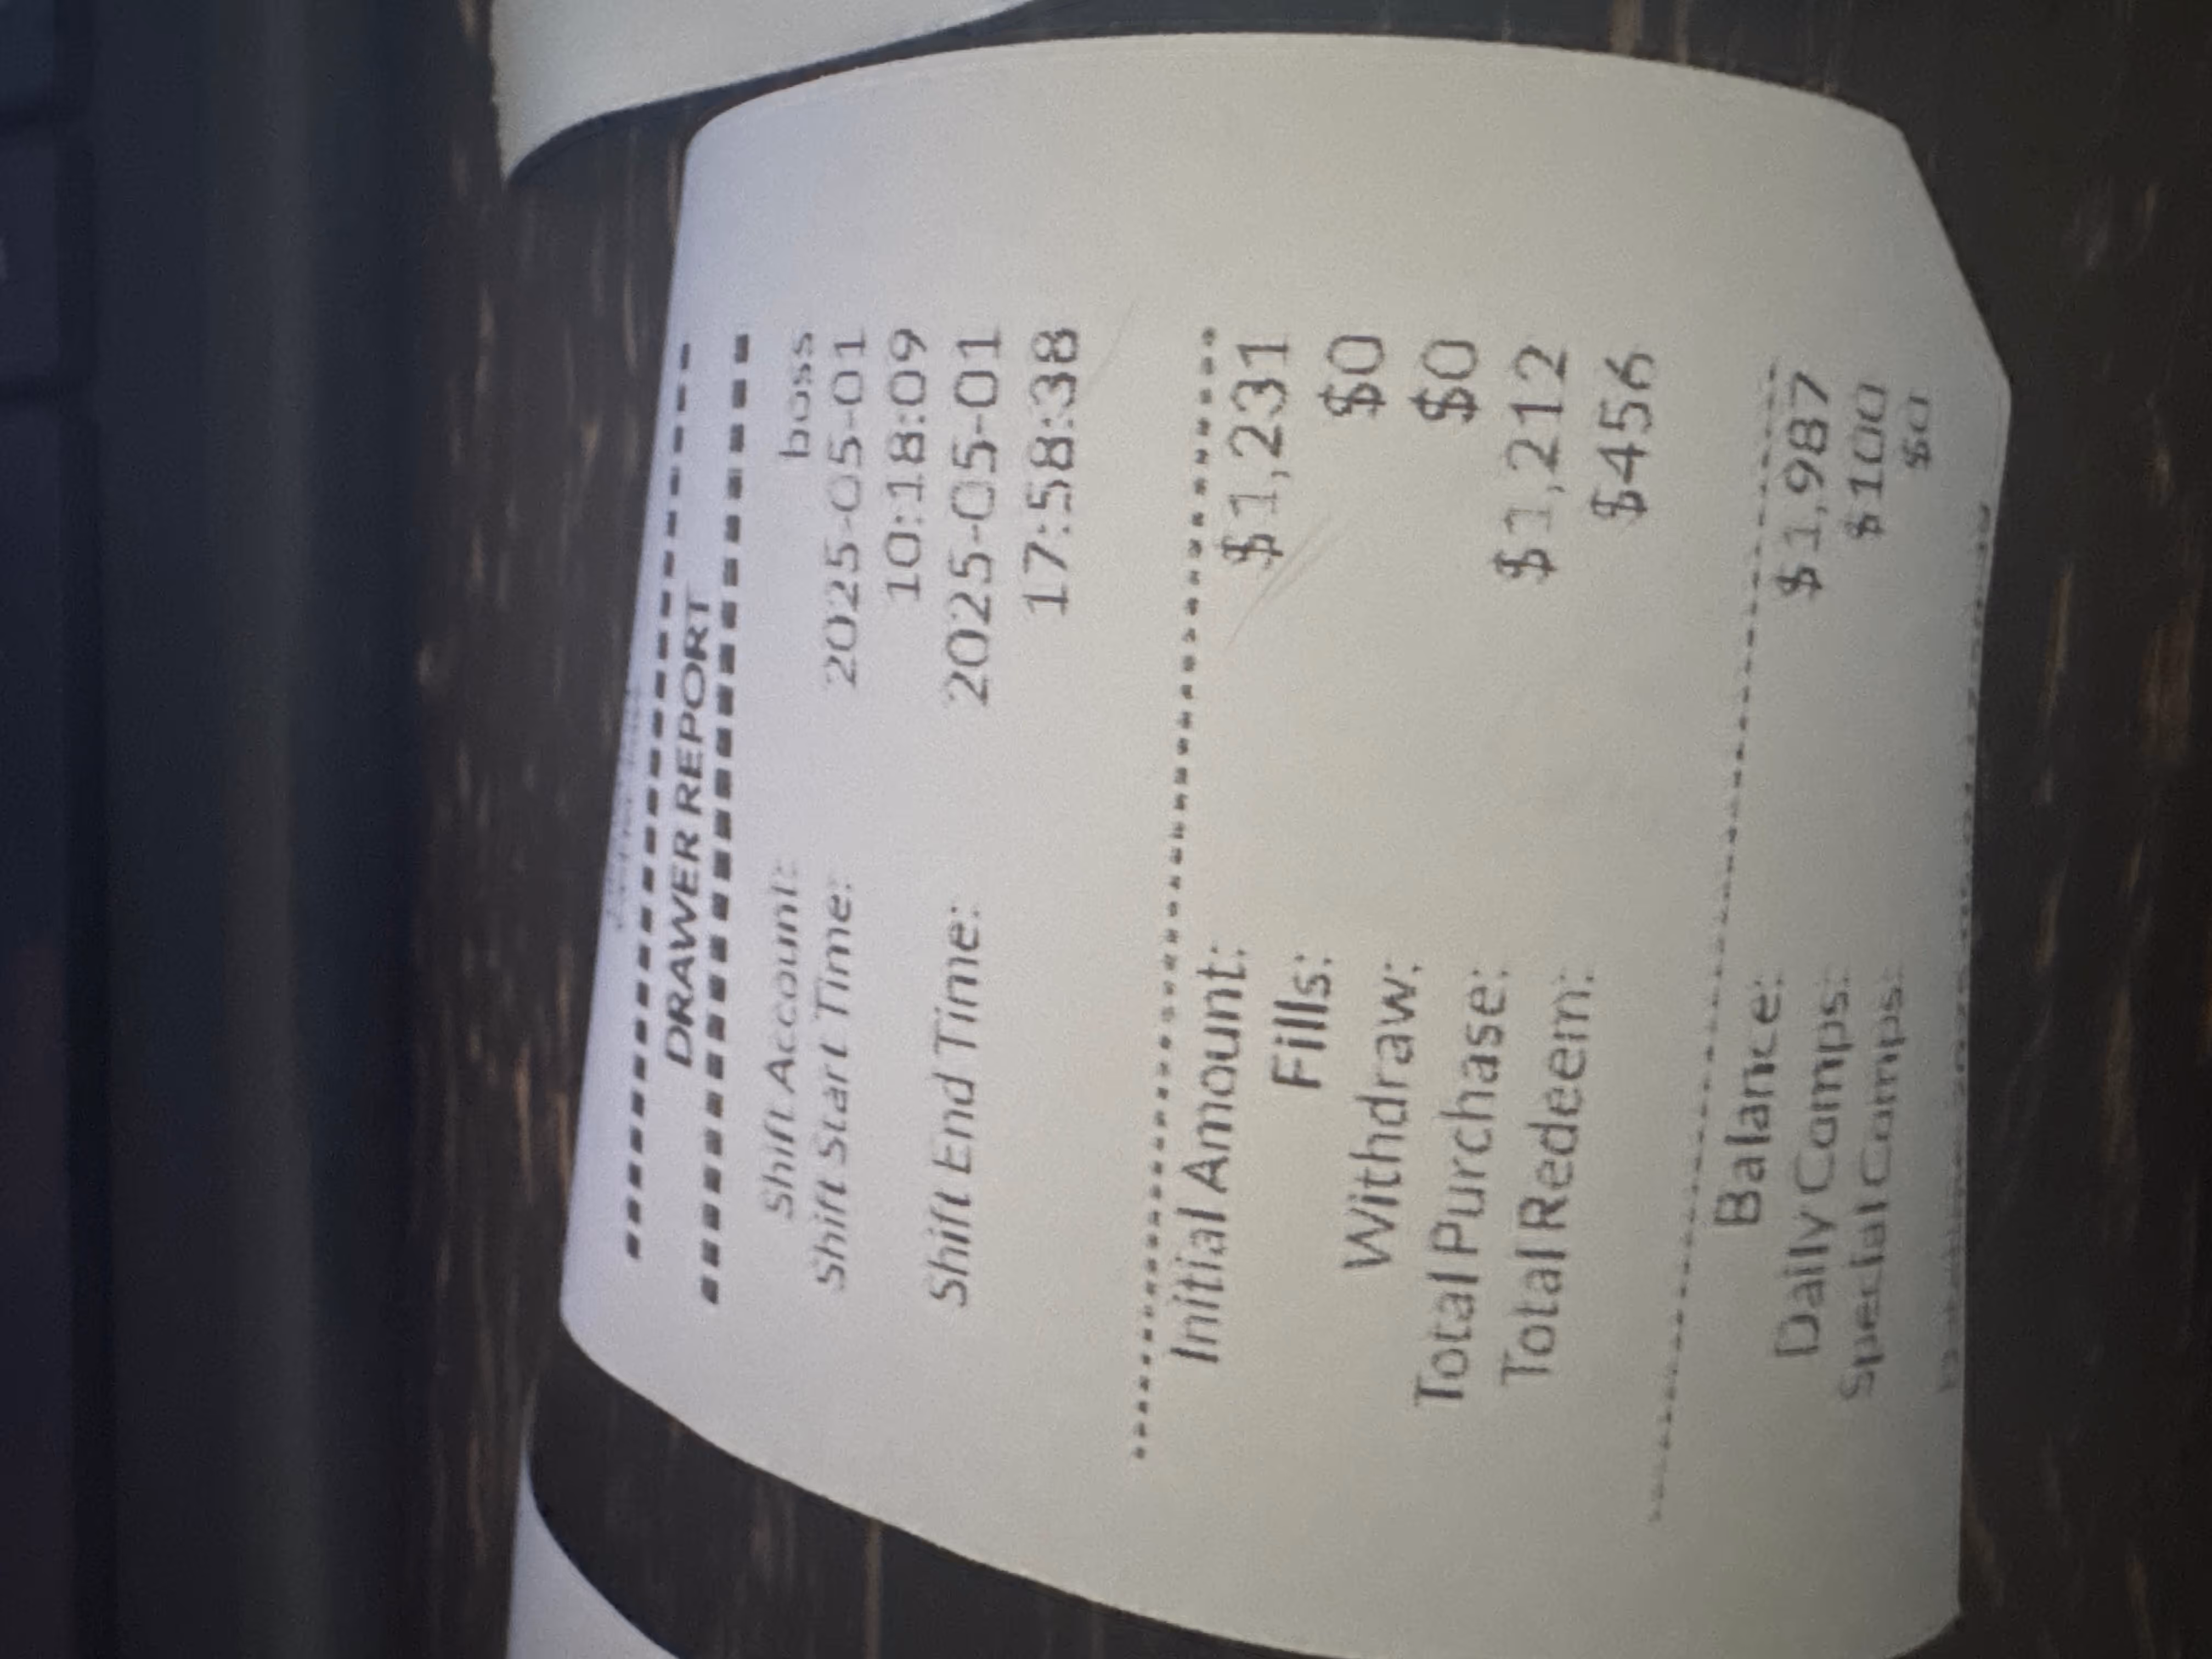 DRAWER REPORT
Shift Account: boss
Shift Start Time: 2025-05-01
10:18:09
Shift End Time: 2025-05-01
17:58:38
Initial Amount: $1,231
Fills: $0
Withdraw: $0
Total Purchase: $1,212
Total Redeem: $456
Balance: $1,987
Daily Comps: $100
Special Comps: $0